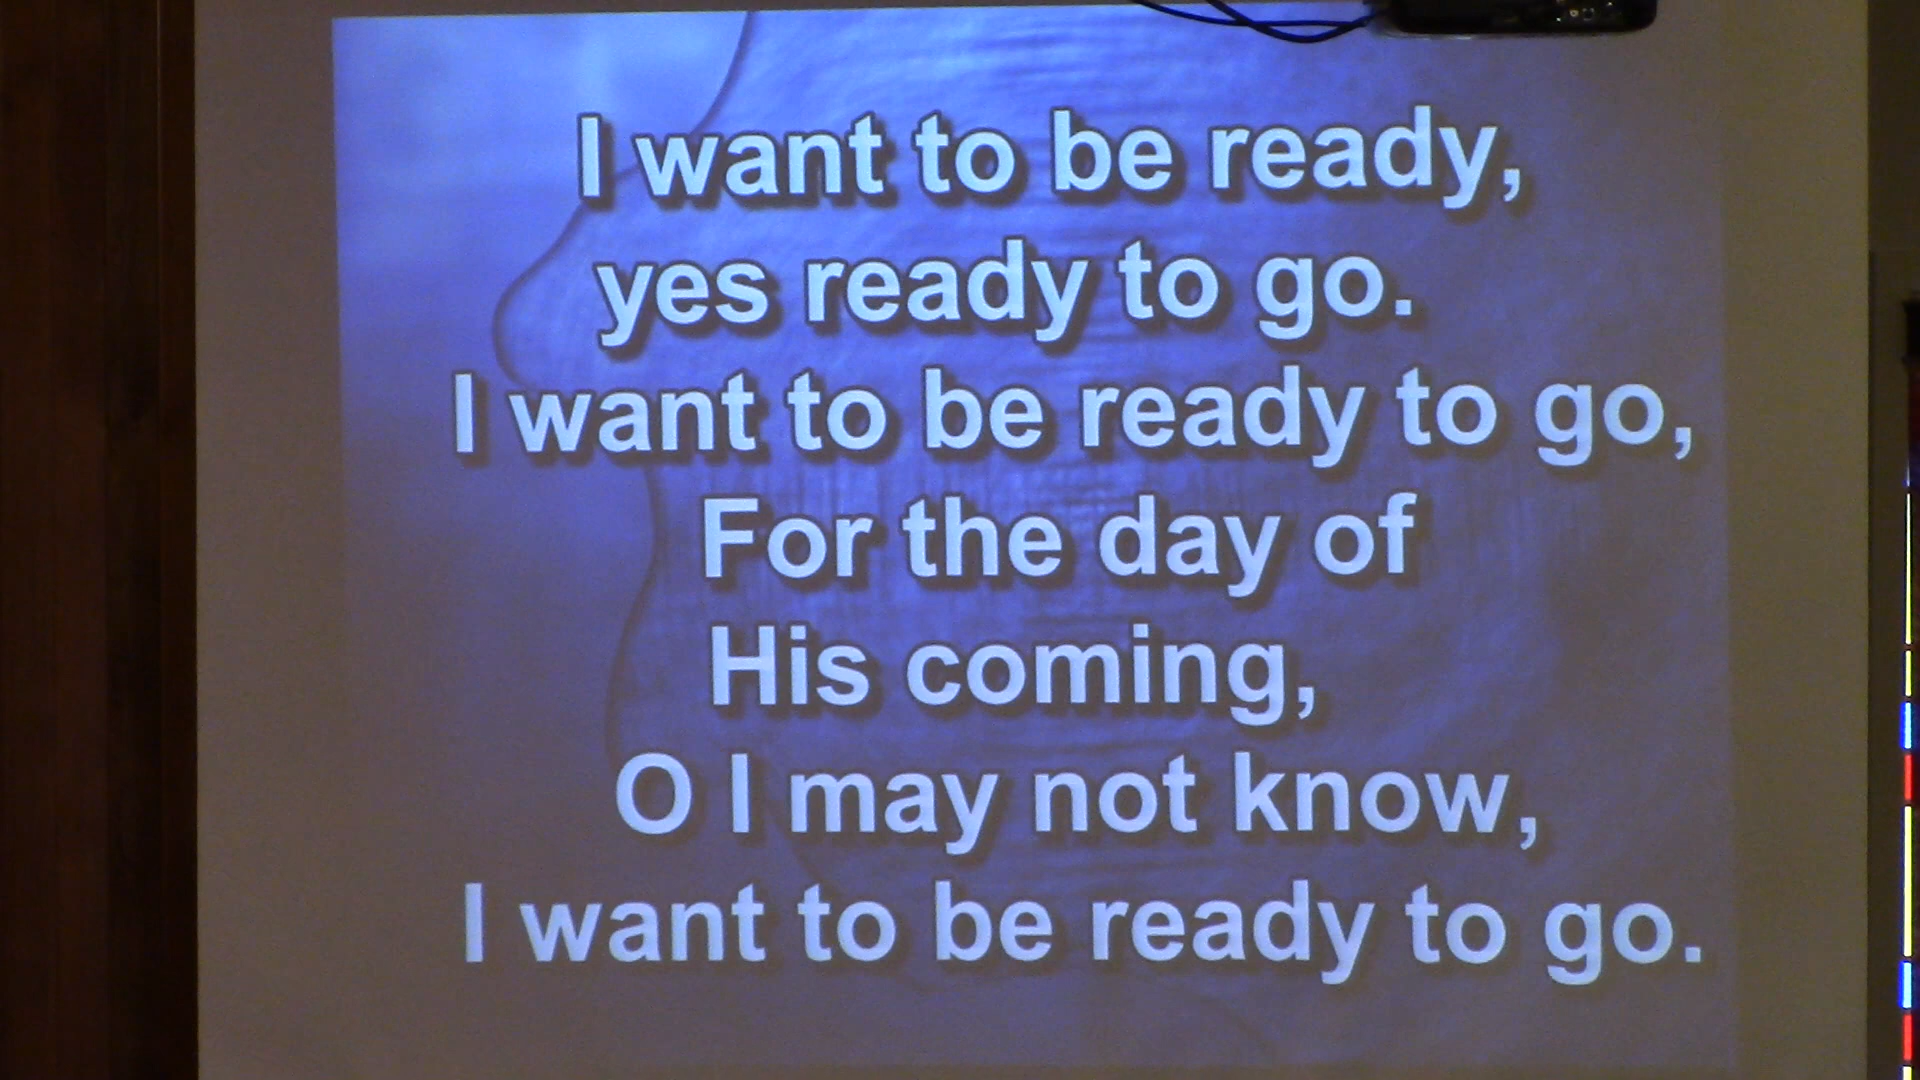 I want to be ready,
yes ready to go.
I want to be ready to go,
For the day of
His coming,
O I may not know,
I want to be ready to go.